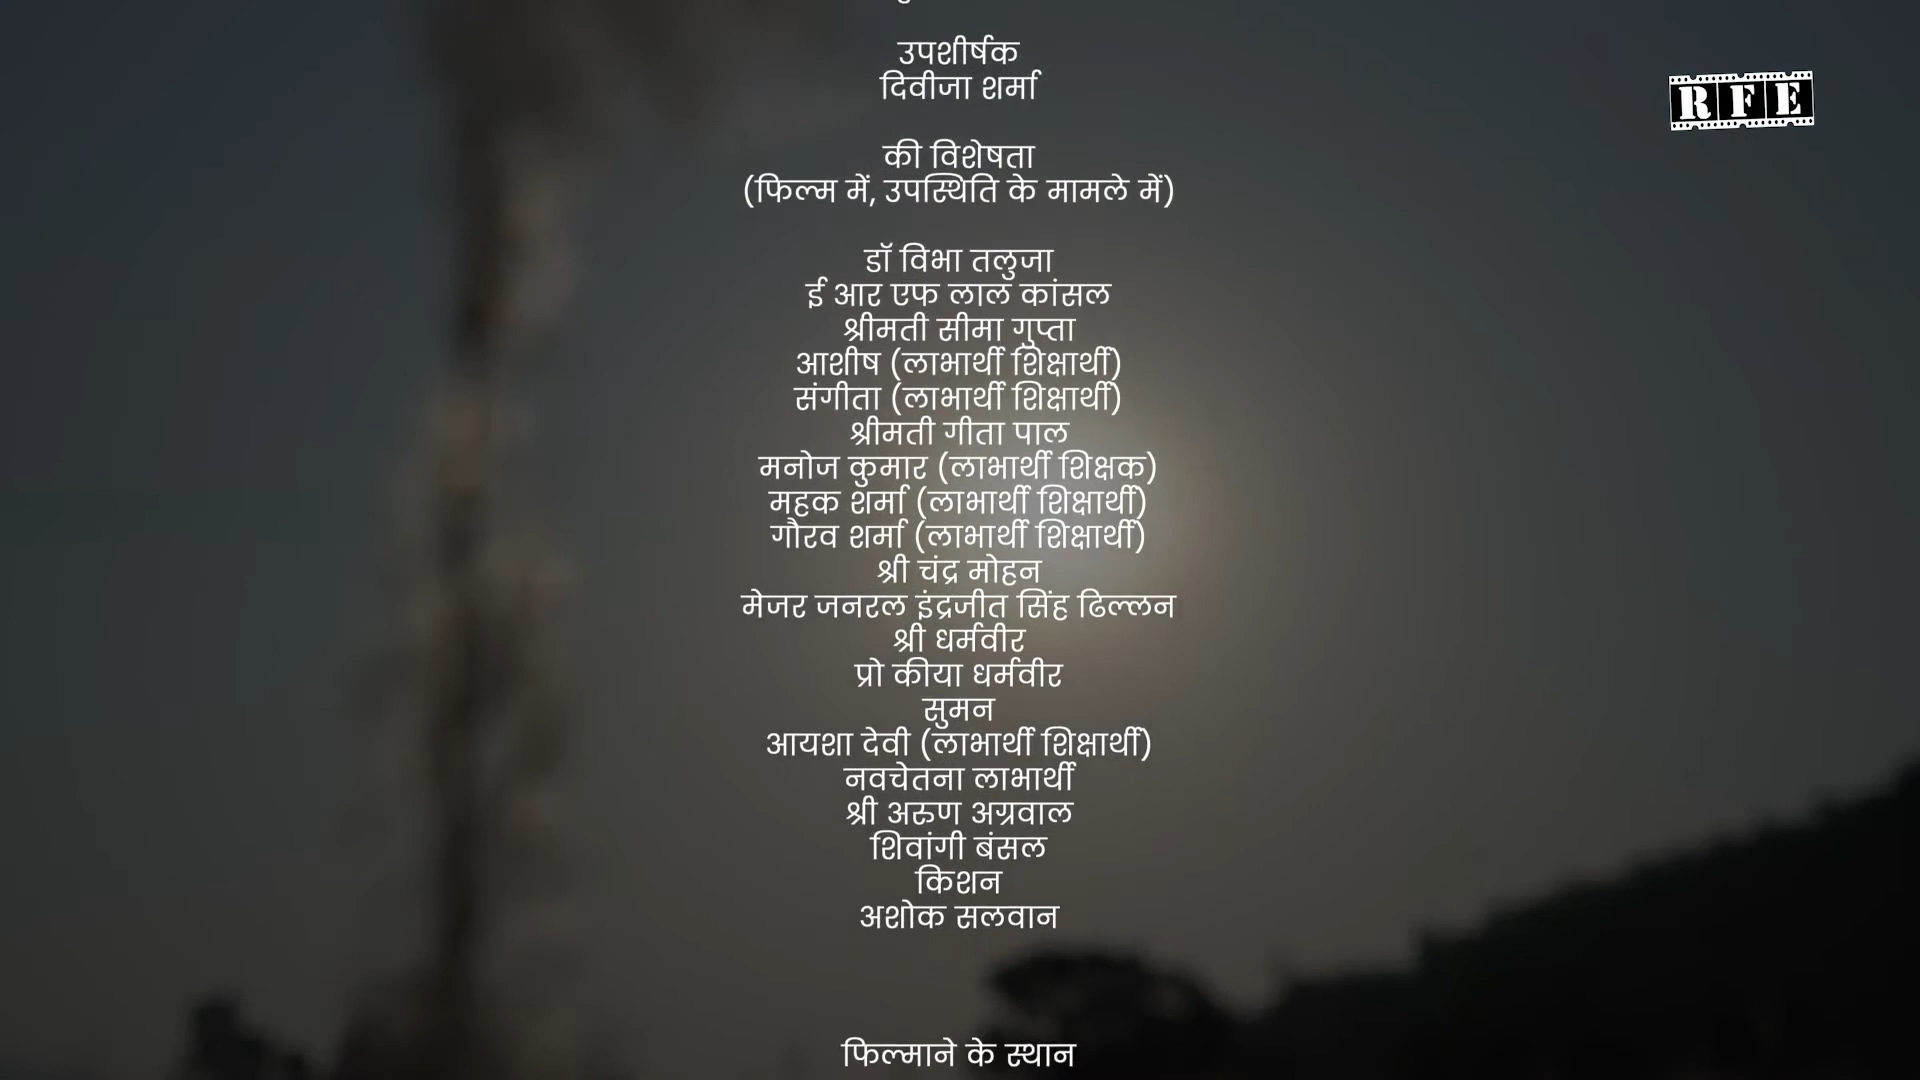 उपशीर्षक
दिवीजा शर्मा
RFE
की विशेषता
(फिल्म में, उपस्थिति के मामले में)
डॉ विभा तलुजा
ई आर एफ लाल कांसल
श्रीमती सीमा गुप्ता
आशीष (लाभार्थी शिक्षार्थी)
संगीता (लाभार्थी शिक्षार्थी)
श्रीमती गीता पाल
मनोज कुमार (लाभार्थी शिक्षक)
महक शर्मा (लाभार्थी शिक्षार्थी)
गौरव शर्मा (लाभार्थी शिक्षार्थी)
श्री चंद्र मोहन
मेजर जनरल इंद्रजीत सिंह ढिल्लन
श्री धर्मवीर
प्रो कीया धर्मवीर
सुमन
आयशा देवी (लाभार्थी शिक्षार्थी)
नवचेतना लाभार्थी
श्री अरुण अग्रवाल
शिवांगी बंसल
किशन
अशोक सलवान
फिल्माने के स्थान